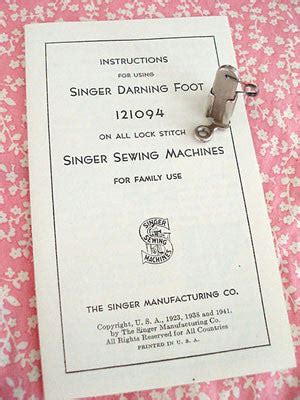 INSTRUCTIONS
FOR USING
SINGER DARNING FOOT
121094
ON ALL LOCK STITCH
SINGER SEWING MACHINES
FOR FAMILY USE
SINGER
SEWING
MACHINES
THE SINGER MANUFACTURING CO.
Copyright, U. S. A., 1923, 1938 and 1941.
by The Singer Manufacturing Co.
All Rights Reserved for All Countries
PRINTED IN U. S. A.